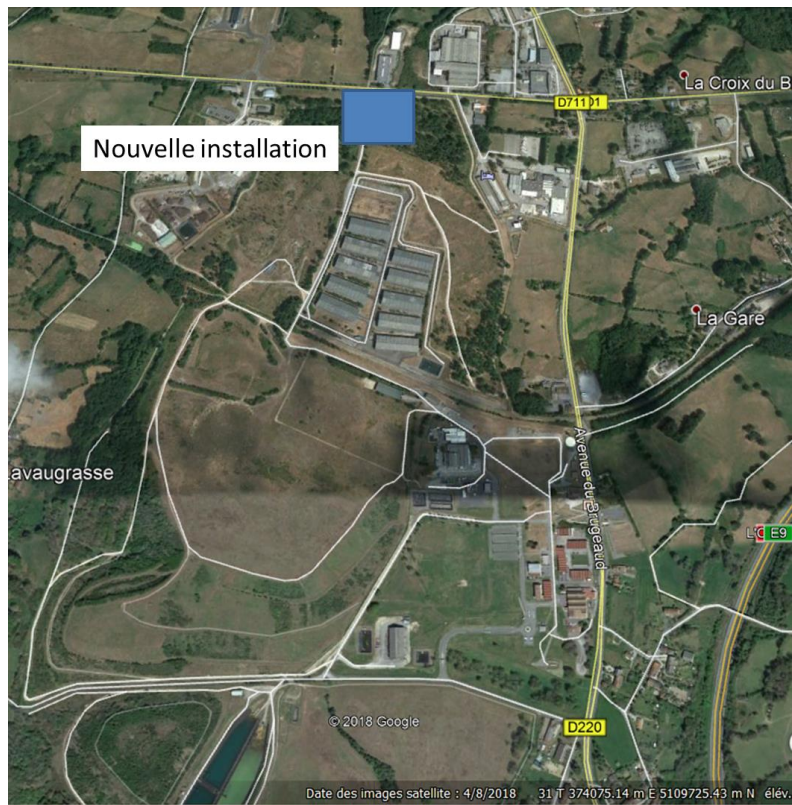 La Croix du B
D711
Nouvelle installation
La Gare
Avenue du Brugeaud
avaugrasse
E9
D220
© 2018 Google
Date des images satellite : 4/8/2018 31 T 374075.14 m E 5109725.43 m N élév.